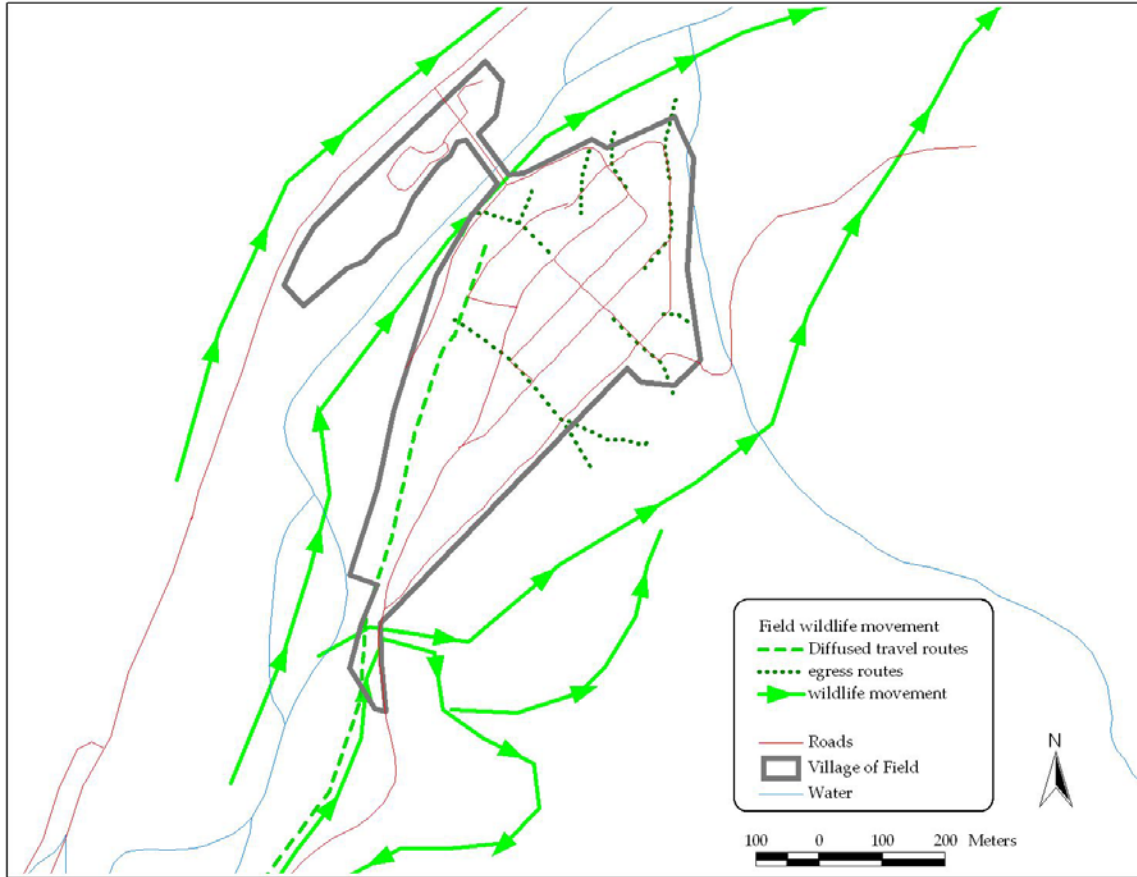 Field wildlife movement
Diffused travel routes
egress routes
wildlife movement
Roads
Village of Field
Water
N
100 0 100 200 Meters